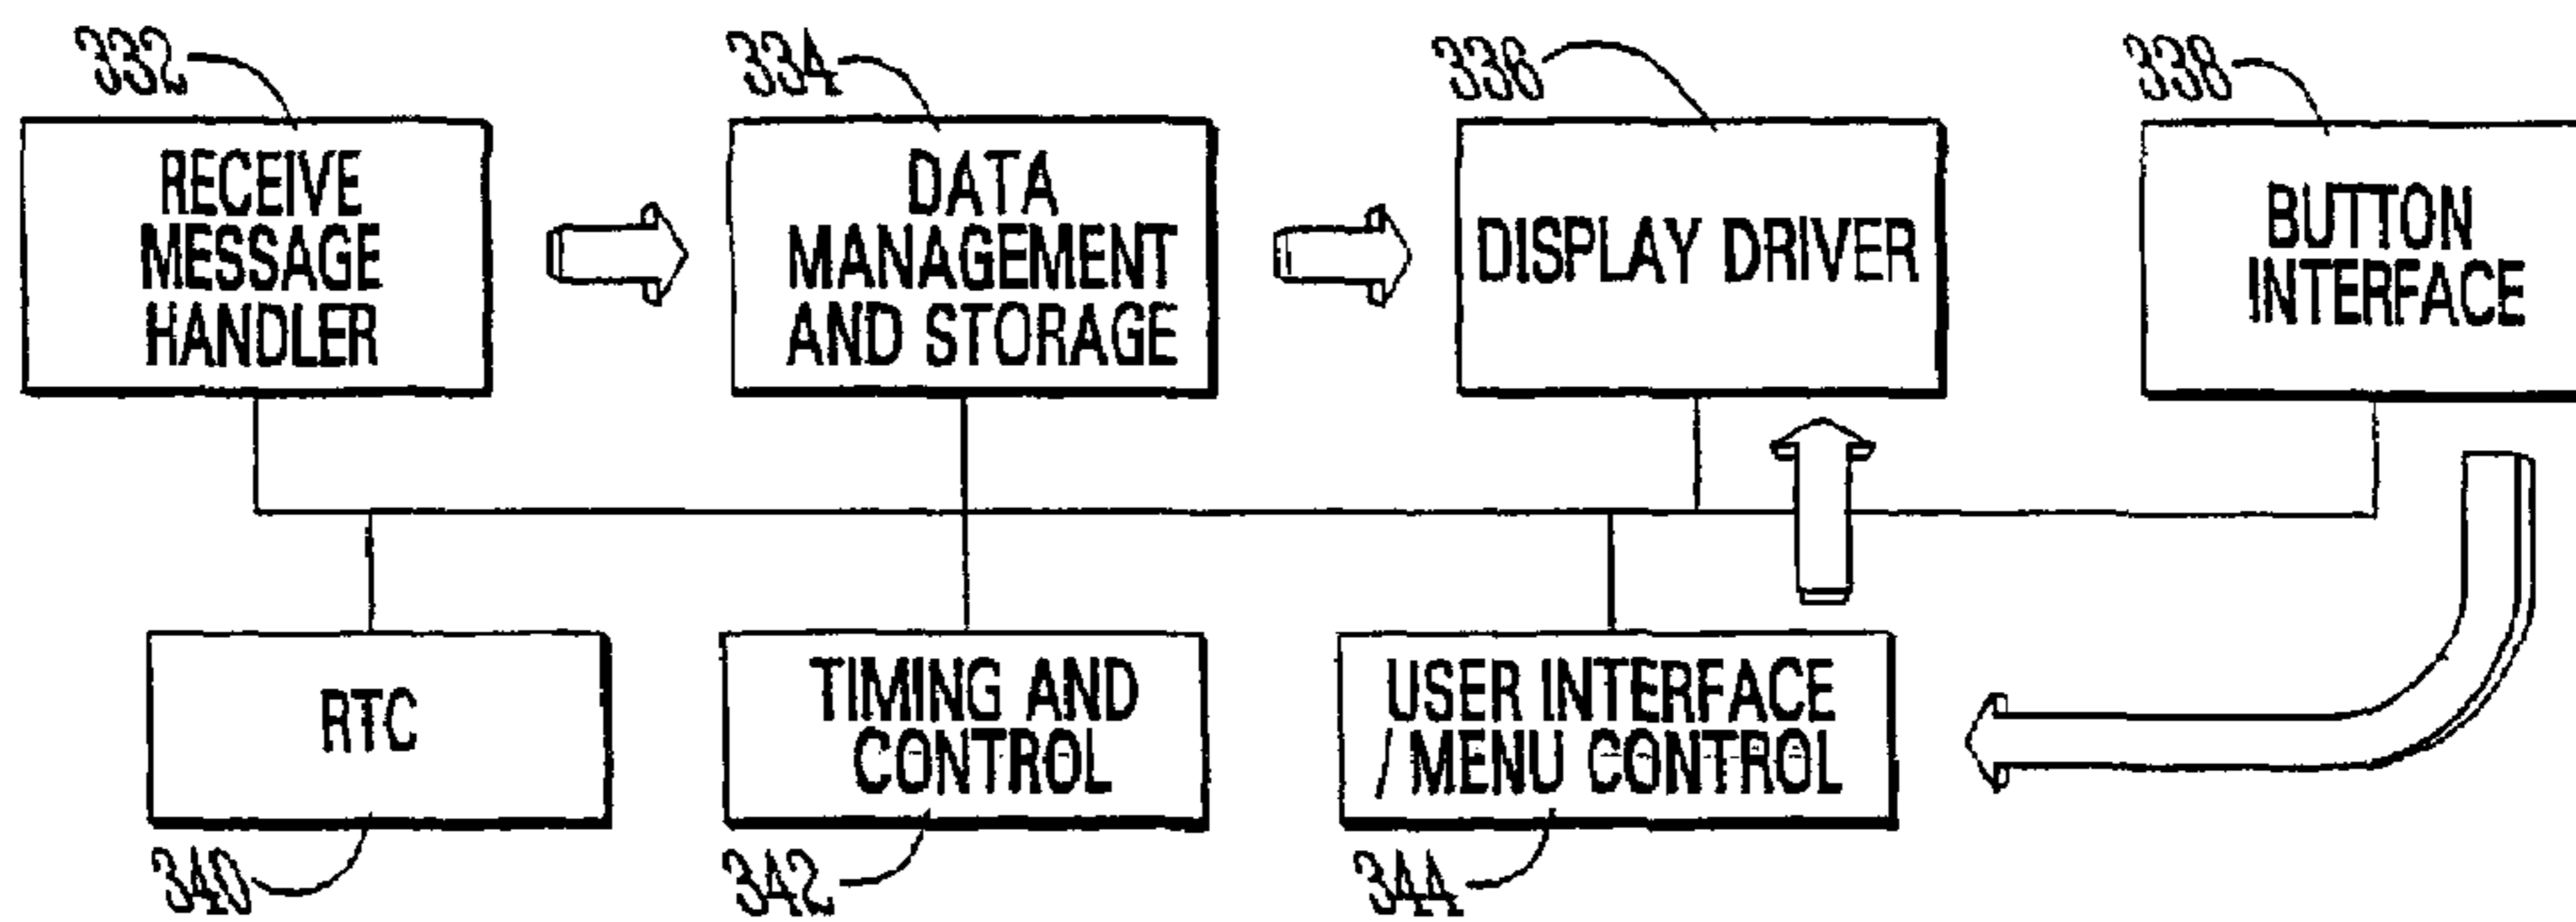 332
334
336
338
RECEIVE
MESSAGE
HANDLER
DATA
MANAGEMENT
AND STORAGE
DISPLAY DRIVER
BUTTON
INTERFACE
RTC
TIMING AND
CONTROL
USER INTERFACE
/ MENU CONTROL
340
342
344